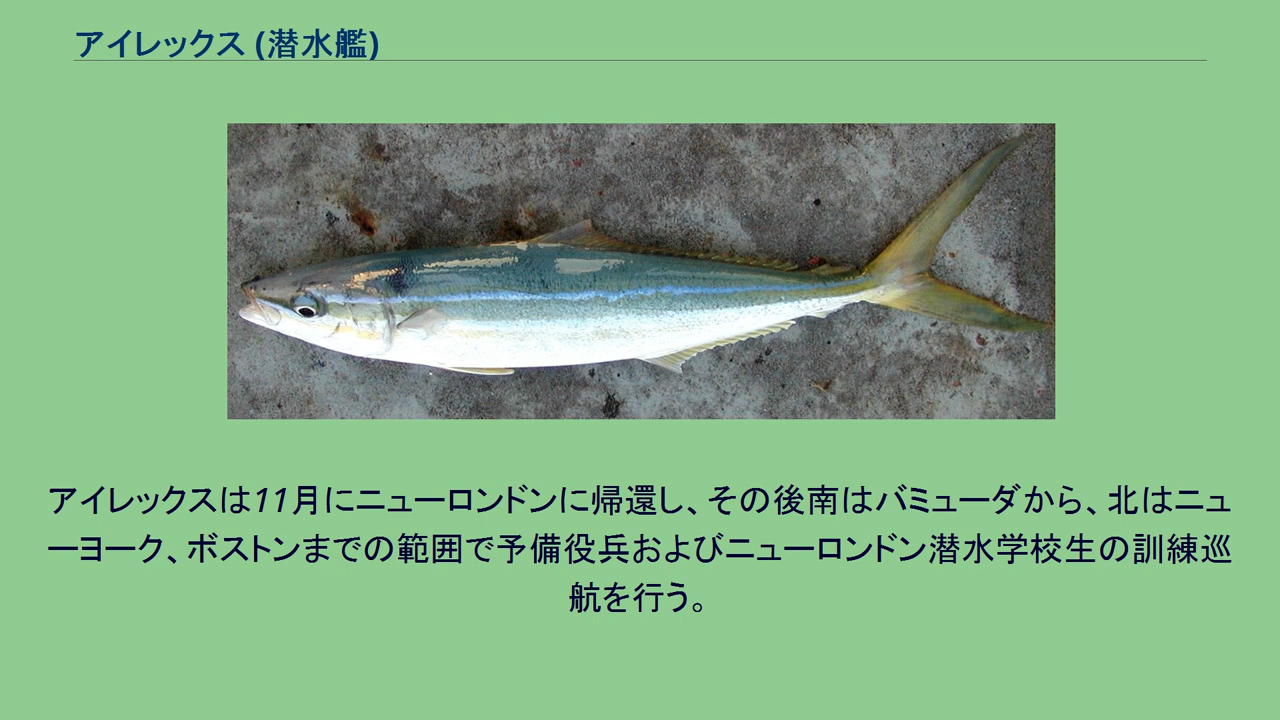 アイレックス (潜水艦)
アイレックスは11月にニューロンドンに帰還し、その後南はバミューダから、北はニュ
ーヨーク、ボストンまでの範囲で予備役兵およびニューロンドン潜水学校生の訓練巡
航を行う。